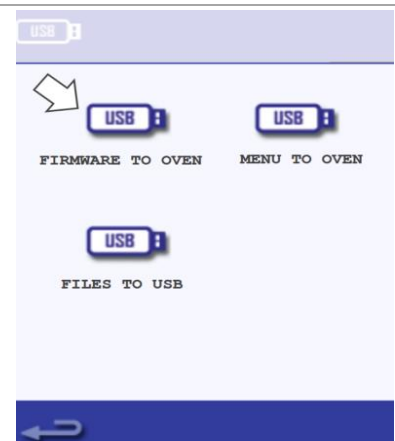 USB
USB USB
FIRMWARE TO OVEN MENU TO OVEN
USB
FILES TO USB